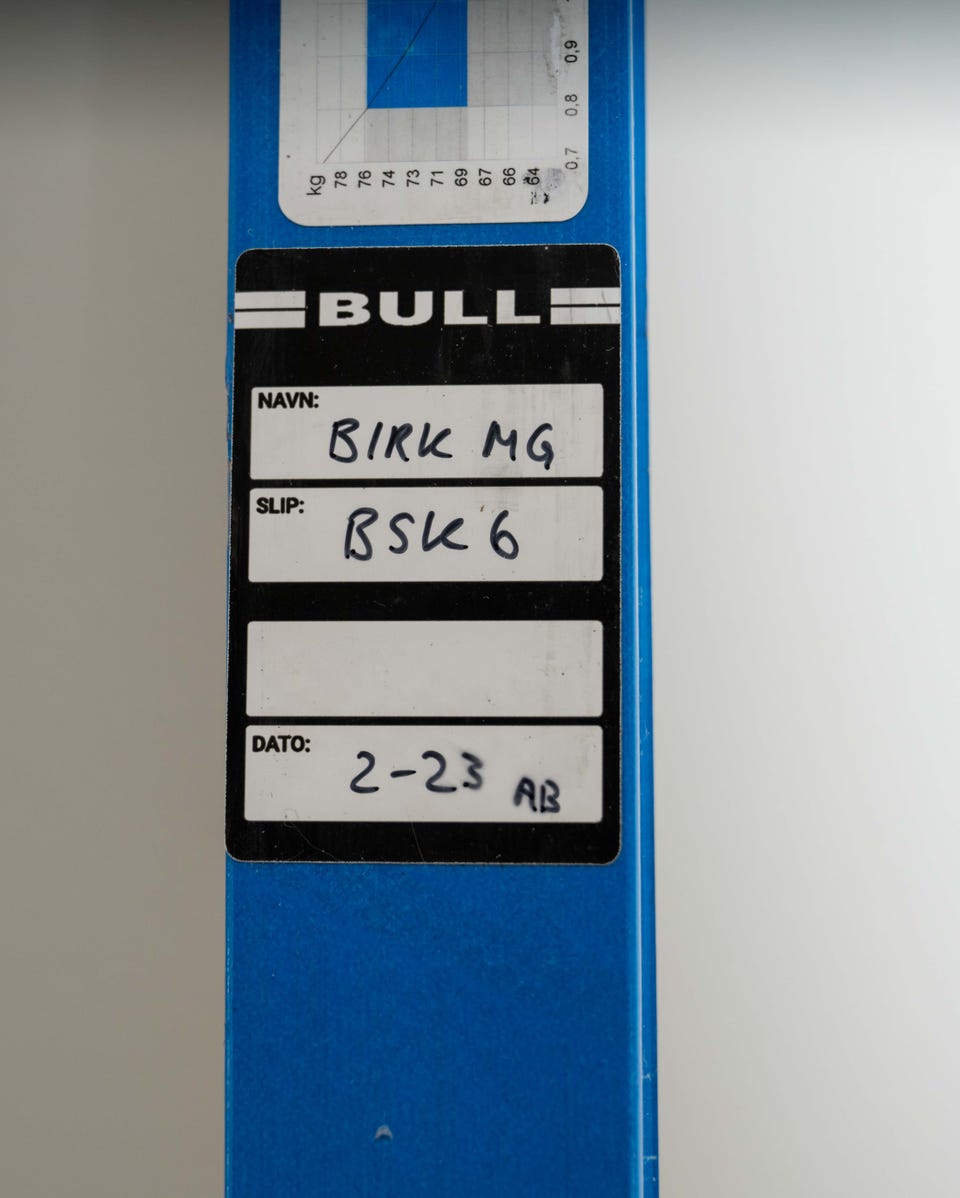 0,9
0,8
0,7
kg 78 76 74 73 71 69 67 66 64
BULL
NAVN:
BIRK MG
SLIP:
BSK 6
DATO:
2-23 AB